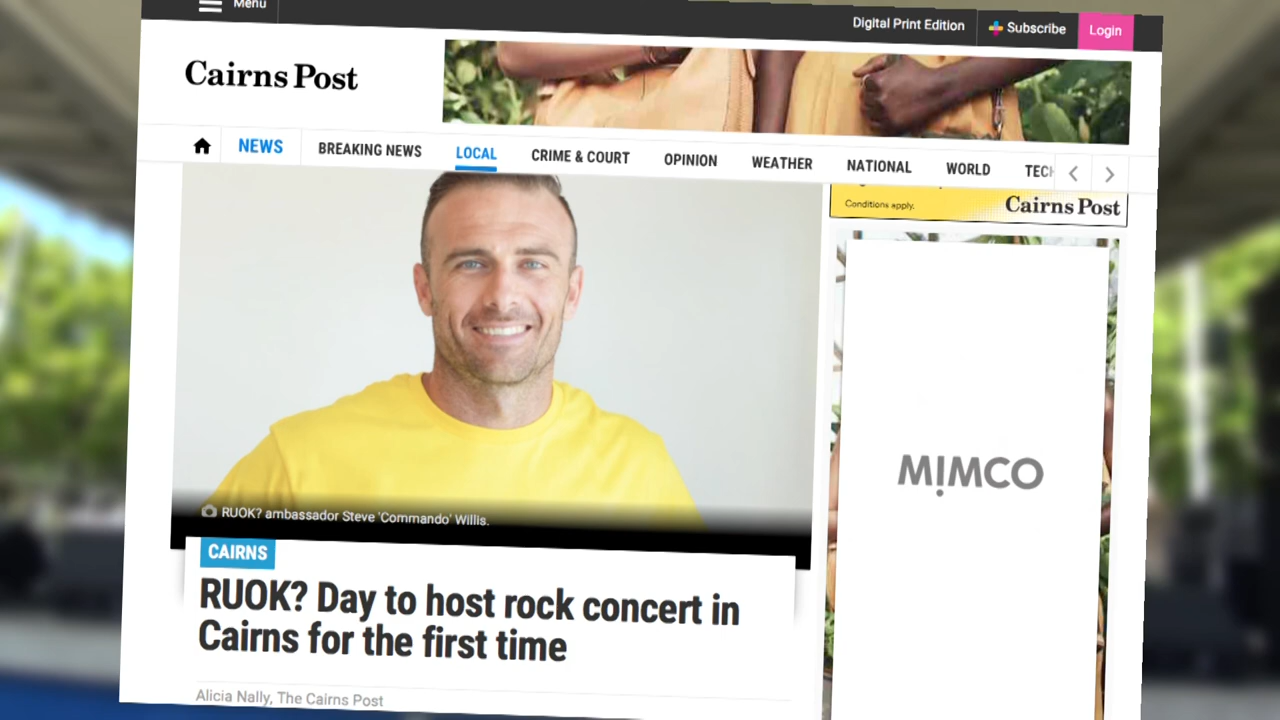 Menu
Digital Print Edition
Subscribe
Login
Cairns Post
NEWS
BREAKING NEWS
LOCAL
CRIME & COURT
OPINION
WEATHER
NATIONAL
WORLD
TECH
Conditions apply.
Cairns Post
RUOK? ambassador Steve 'Commando' Willis.
MIMCO
CAIRNS
RUOK? Day to host rock concert in
Cairns for the first time
Alicia Nally, The Cairns Post